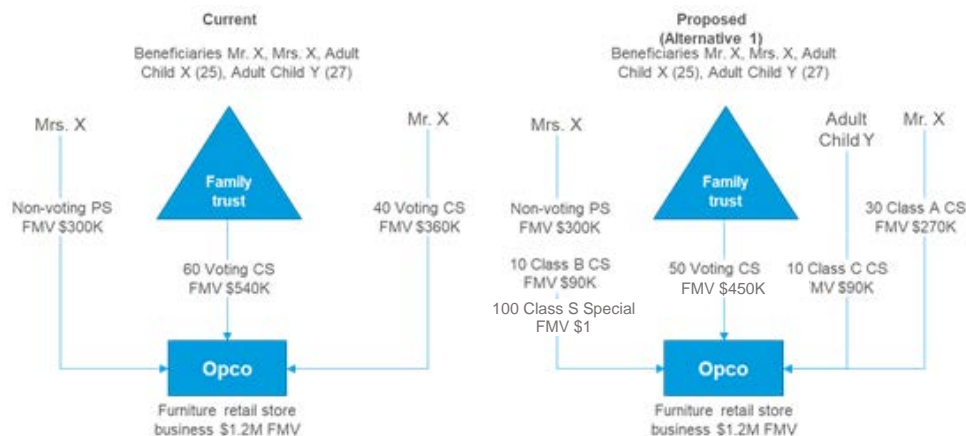 Current
Beneficiaries Mr. X, Mrs. X, Adult
Child X (25), Adult Child Y (27)
Mrs. X
Mr. X
Family
trust
Non-voting PS
FMV $300K
40 Voting CS
FMV $360K
60 Voting CS
FMV $540K
Opco
Furniture retail store
business $1.2M FMV
Proposed
(Alternative 1)
Beneficiaries Mr. X, Mrs. X, Adult
Child X (25), Adult Child Y (27)
Mrs. X
Adult
Child Y
Mr. X
Family
trust
Non-voting PS
FMV $300K
30 Class A CS
FMV $270K
10 Class B CS
FMV $90K
50 Voting CS
FMV $450K
10 Class C CS
MV $90K
100 Class S Special
FMV $1
Opco
Furniture retail store
business $1.2M FMV